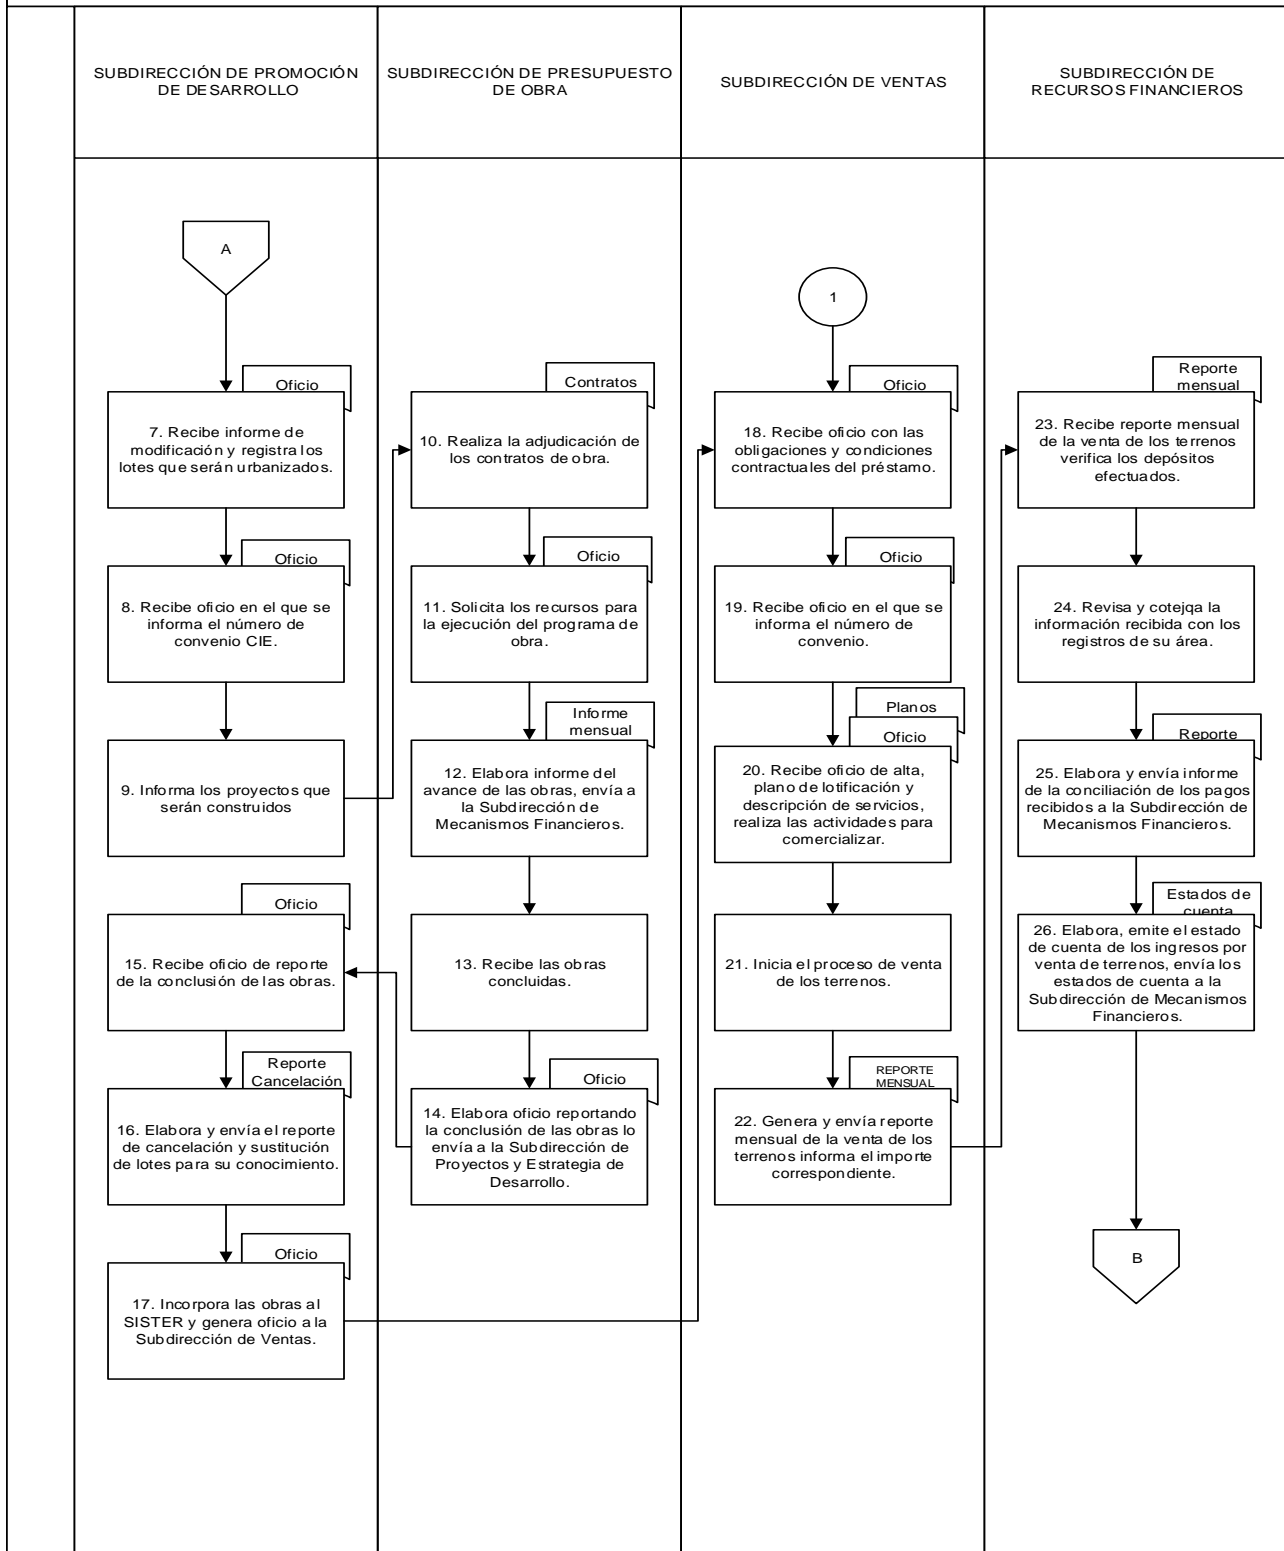 SUBDIRECCIÓN DE PROMOCIÓN
DE DESARROLLO
SUBDIRECCIÓN DE PRESUPUESTO
DE OBRA
SUBDIRECCIÓN DE VENTAS
SUBDIRECCIÓN DE
RECURSOS FINANCIEROS
A
Oficio
7. Recibe informe de
modificación y registra los
lotes que serán urbanizados.
Oficio
8. Recibe oficio en el que se
informa el número de
convenio CIE.
9. Informa los proyectos que
serán construidos
Contratos
10. Realiza la adjudicación de
los contratos de obra.
Oficio
11. Solicita los recursos para
la ejecución del programa de
obra.
Informe
mensual
12. Elabora informe del
avance de las obras, envía a
la Subdirección de
Mecanismos Financieros.
13. Recibe las obras
concluidas.
Oficio
14. Elabora oficio reportando
la conclusión de las obras lo
envía a la Subdirección de
Proyectos y Estrategia de
Desarrollo.
Oficio
15. Recibe oficio de reporte
de la conclusión de las obras.
Reporte
Cancelación
16. Elabora y envía el reporte
de cancelación y sustitución
de lotes para su conocimiento.
Oficio
17. Incorpora las obras al
SISTER y genera oficio a la
Subdirección de Ventas.
1
Oficio
18. Recibe oficio con las
obligaciones y condiciones
contractuales del préstamo.
Oficio
19. Recibe oficio en el que se
informa el número de
convenio.
Planos
Oficio
20. Recibe oficio de alta,
plano de lotificación y
descripción de servicios,
realiza las actividades para
comercializar.
21. Inicia el proceso de venta
de los terrenos.
REPORTE
MENSUAL
22. Genera y envía reporte
mensual de la venta de los
terrenos informa el importe
correspondiente.
Reporte
mensual
23. Recibe reporte mensual
de la venta de los terrenos
verifica los depósitos
efectuados.
24. Revisa y cotejqa la
información recibida con los
registros de su área.
Reporte
25. Elabora y envía informe
de la conciliación de los pagos
recibidos a la Subdirección de
Mecanismos Financieros.
Estados de
cuenta
26. Elabora, emite el estado
de cuenta de los ingresos por
venta de terrenos, envía los
estados de cuenta a la
Subdirección de Mecanismos
Financieros.
B